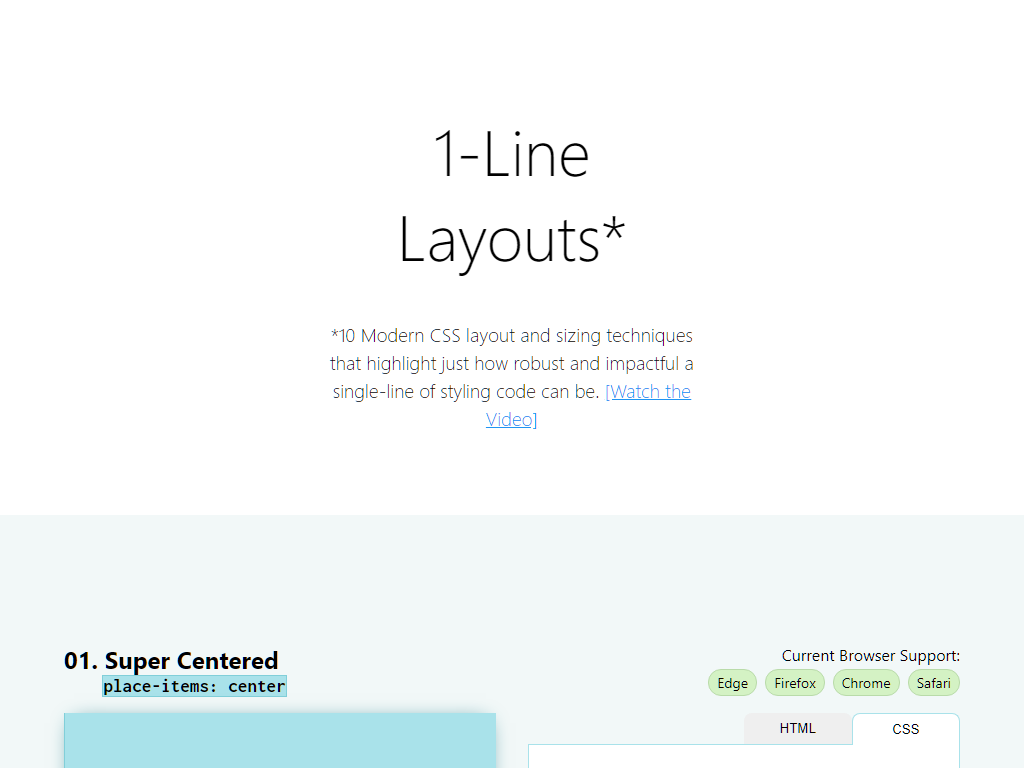 1-Line
Layouts*
*10 Modern CSS layout and sizing techniques
that highlight just how robust and impactful a
single-line of styling code can be. [Watch the
Video]
01. Super Centered
place-items: center
Current Browser Support:
Edge Firefox Chrome Safari
HTML CSS